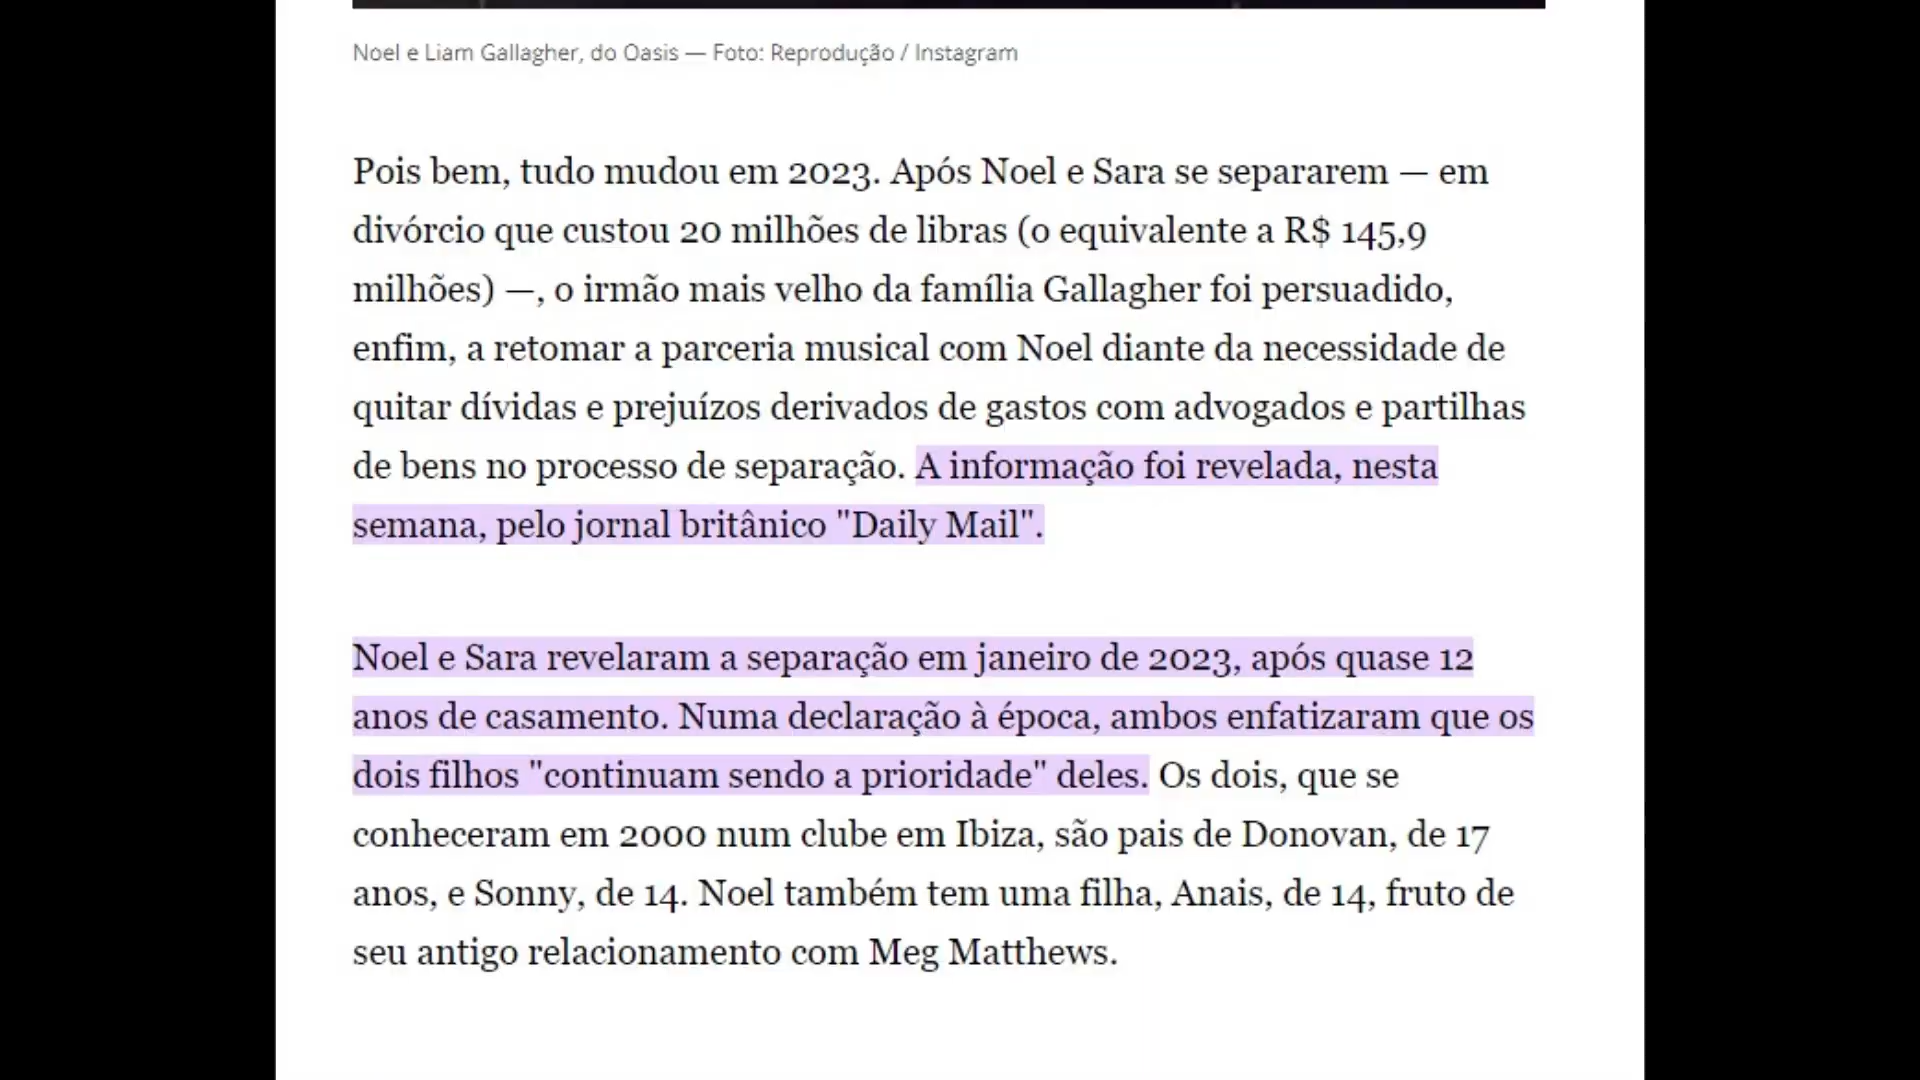 Noel e Liam Gallagher, do Oasis — Foto: Reprodução / Instagram
Pois bem, tudo mudou em 2023. Após Noel e Sara se separarem — em
divórcio que custou 20 milhões de libras (o equivalente a R$ 145,9
milhões) —, o irmão mais velho da família Gallagher foi persuadido,
enfim, a retomar a parceria musical com Noel diante da necessidade de
quitar dívidas e prejuízos derivados de gastos com advogados e partilhas
de bens no processo de separação. A informação foi revelada, nesta
semana, pelo jornal britânico "Daily Mail".
Noel e Sara revelaram a separação em janeiro de 2023, após quase 12
anos de casamento. Numa declaração à época, ambos enfatizaram que os
dois filhos "continuam sendo a prioridade" deles. Os dois, que se
conheceram em 2000 num clube em Ibiza, são pais de Donovan, de 17
anos, e Sonny, de 14. Noel também tem uma filha, Anais, de 14, fruto de
seu antigo relacionamento com Meg Matthews.